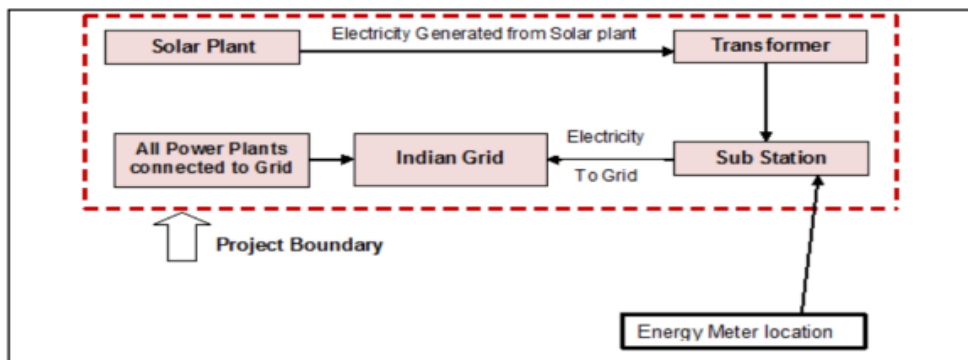 Solar Plant
Electricity Generated from Solar plant
Transformer
All Power Plants
connected to Grid
Indian Grid
Electricity
To Grid
Sub Station
Project Boundary
Energy Meter location